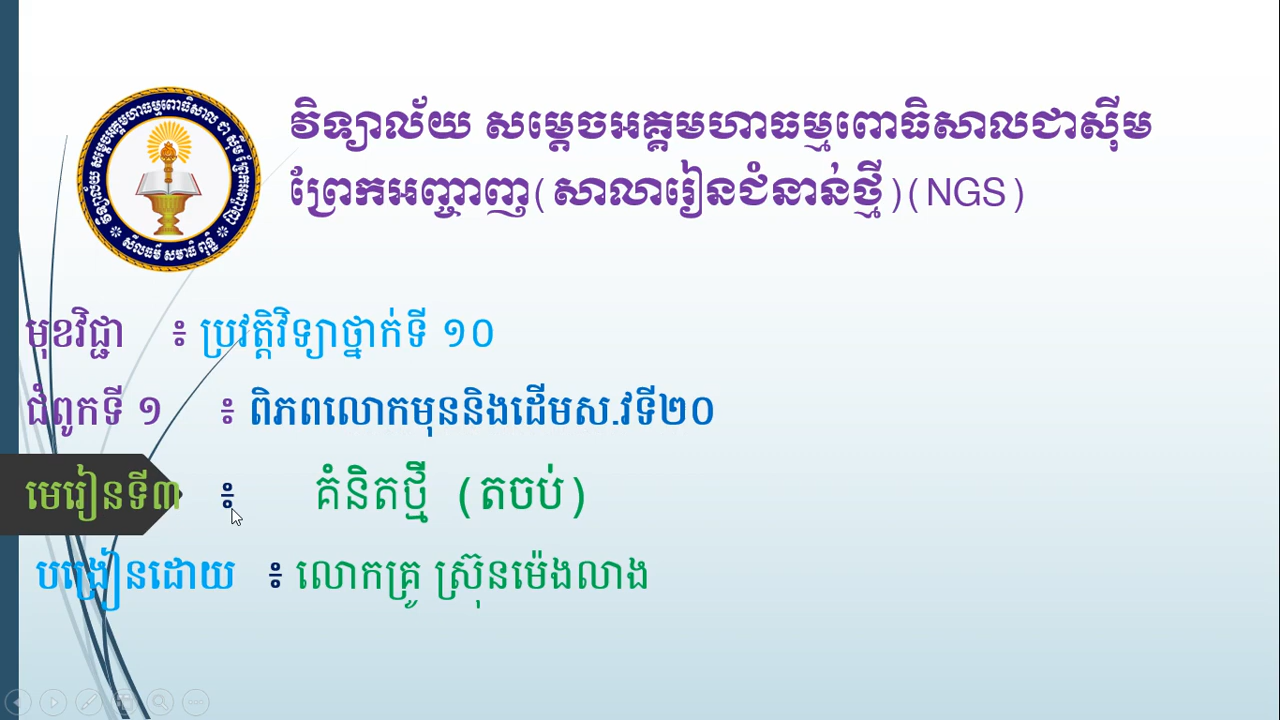 វិទ្យាល័យ សម្តេចអគ្គមហាធម្មពោធិសាលជាស៊ីម
ព្រែកអញ្ចាញ(សាលារៀនជំនាន់ថ្មី)(NGS)
មុខវិជ្ជា ៖ ប្រវត្តិវិទ្យាថ្នាក់ទី ១០
ជំពូកទី ១ ៖ ពិភពលោកមុននិងដើមស.វទី២០
មេរៀនទី៣ ៖ គំនិតថ្មី (តចប់)
បង្រៀនដោយ ៖ លោកគ្រូ ស្រ៊ុនម៉េងលាង